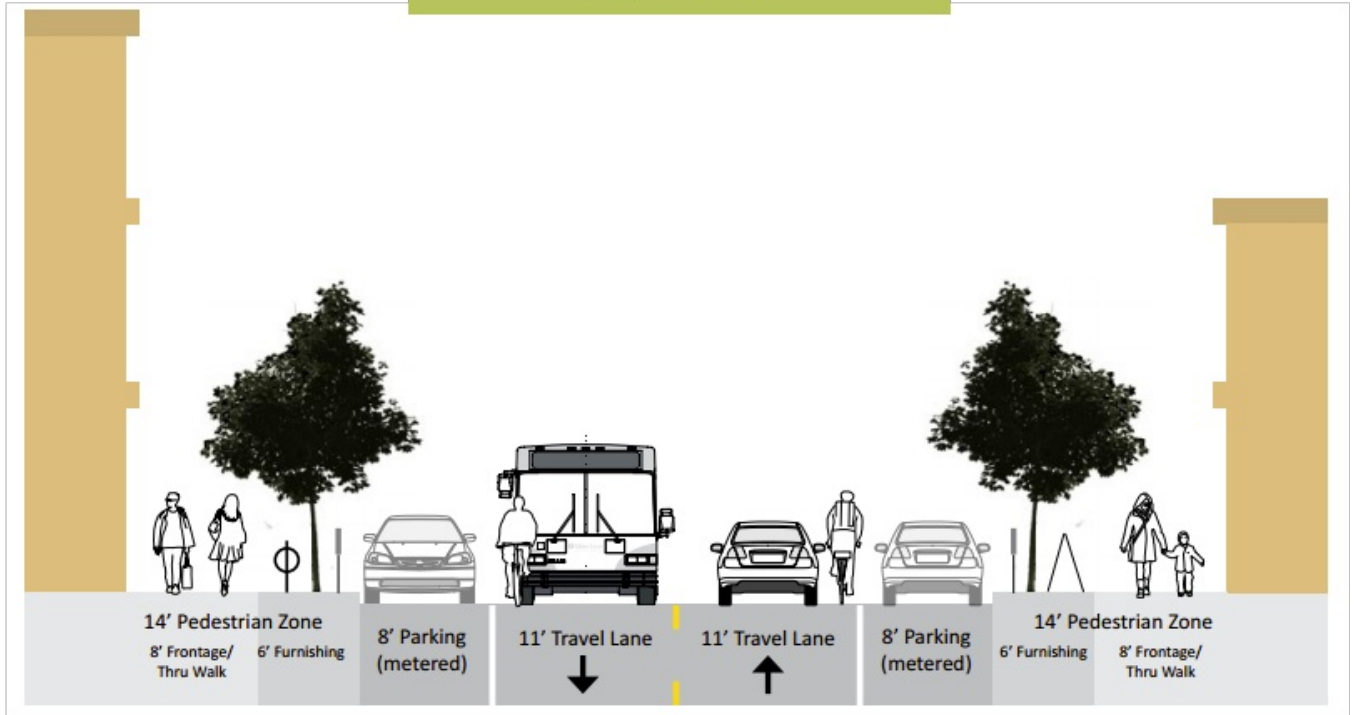 14’ Pedestrian Zone
8’ Frontage/
Thru Walk
6’ Furnishing
8’ Parking
(metered)
11’ Travel Lane
11’ Travel Lane
8’ Parking
(metered)
14’ Pedestrian Zone
6’ Furnishing
8’ Frontage/
Thru Walk